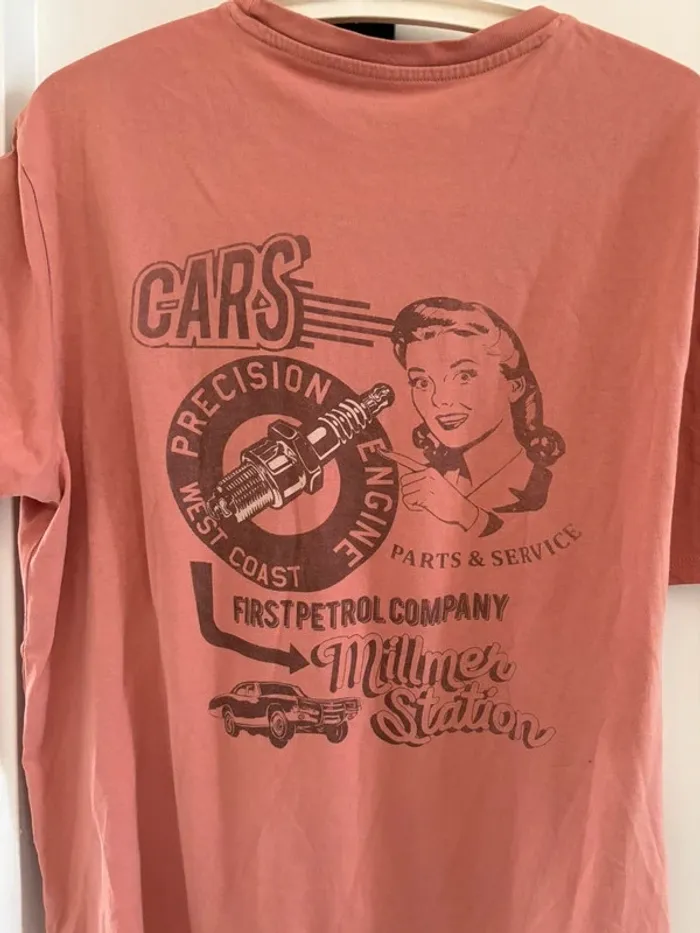 CARS
PRECISION ENGINE
WEST COAST
PARTS & SERVICE
FIRST PETROL COMPANY
Millmer
Station